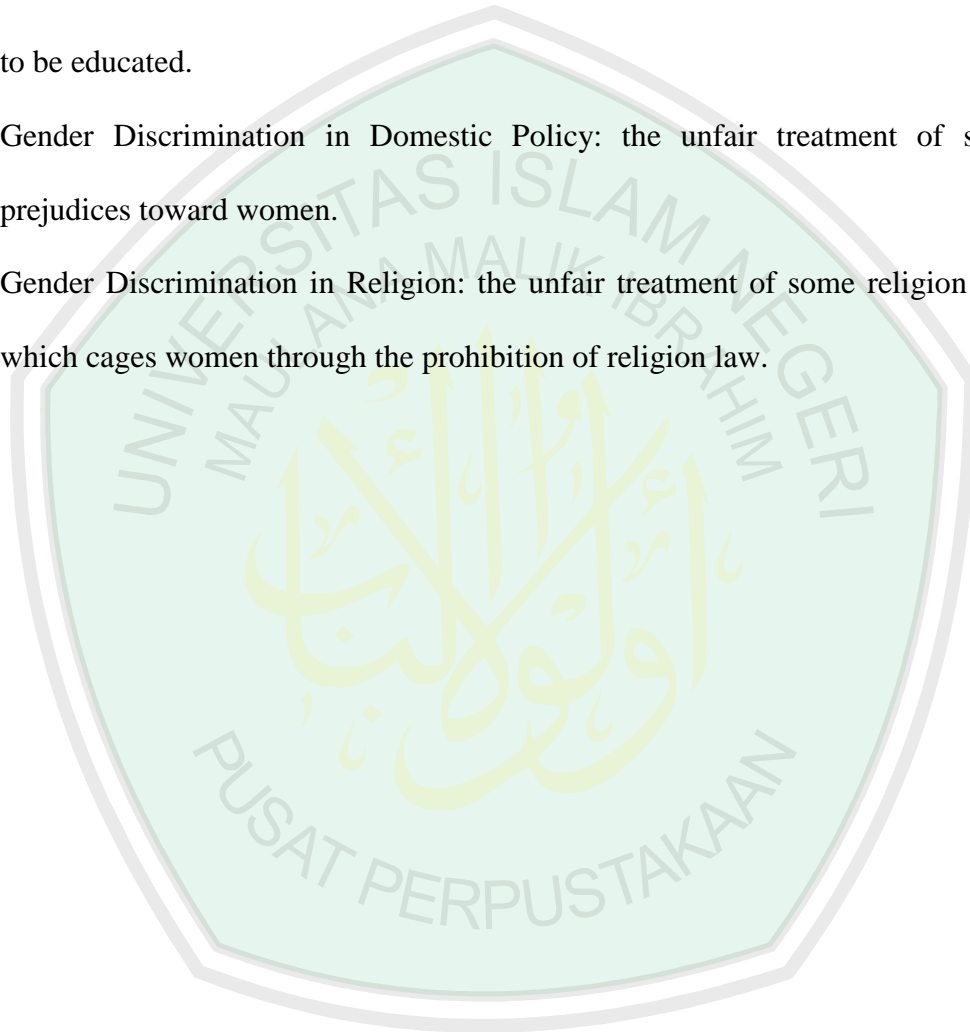 to be educated.
Gender Discrimination in Domestic Policy: the unfair treatment of s
prejudices toward women.
Gender Discrimination in Religion: the unfair treatment of some religion
which cages women through the prohibition of religion law.
UNIVERSITAS ISLAM NEGERI
MAULANA MALIK IBRAHIM
أولوا الألباب
PUSAT PERPUSTAKAAN